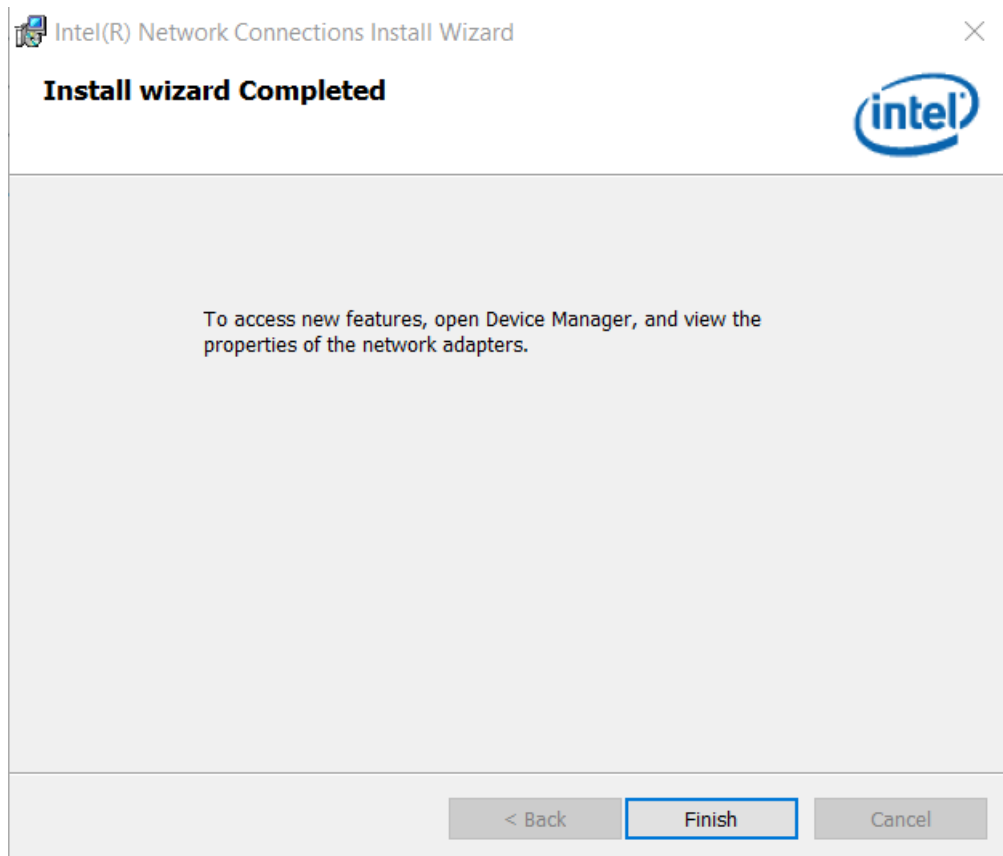 Intel(R) Network Connections Install Wizard
Install wizard Completed
intel
To access new features, open Device Manager, and view the
properties of the network adapters.
< Back
Finish
Cancel